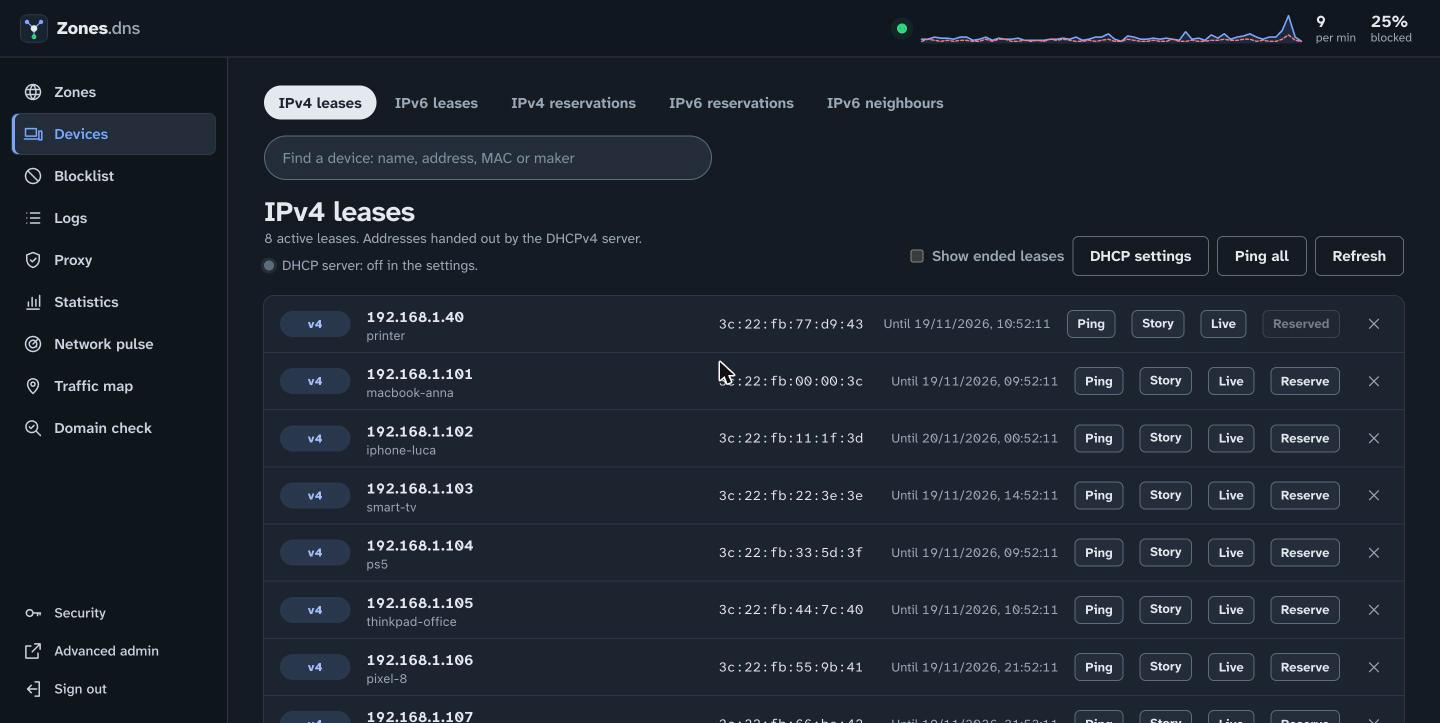 Zones.dns
9
per min
25%
blocked
Zones
Devices
Blocklist
Logs
Proxy
Statistics
Network pulse
Traffic map
Domain check
Security
Advanced admin
Sign out
IPv4 leases
IPv6 leases
IPv4 reservations
IPv6 reservations
IPv6 neighbours
Find a device: name, address, MAC or maker
IPv4 leases
8 active leases. Addresses handed out by the DHCPv4 server.
DHCP server: off in the settings.
Show ended leases
DHCP settings
Ping all
Refresh
v4 192.168.1.40 3c:22:fb:77:d9:43 Until 19/11/2026, 10:52:11 Ping Story Live Reserved
printer
v4 192.168.1.101 :22:fb:00:00:3c Until 19/11/2026, 09:52:11 Ping Story Live Reserve
macbook-anna
v4 192.168.1.102 3c:22:fb:11:1f:3d Until 20/11/2026, 00:52:11 Ping Story Live Reserve
iphone-luca
v4 192.168.1.103 3c:22:fb:22:3e:3e Until 19/11/2026, 14:52:11 Ping Story Live Reserve
smart-tv
v4 192.168.1.104 3c:22:fb:33:5d:3f Until 19/11/2026, 09:52:11 Ping Story Live Reserve
ps5
v4 192.168.1.105 3c:22:fb:44:7c:40 Until 19/11/2026, 10:52:11 Ping Story Live Reserve
thinkpad-office
v4 192.168.1.106 3c:22:fb:55:9b:41 Until 19/11/2026, 21:52:11 Ping Story Live Reserve
pixel-8
v4 192.168.1.107